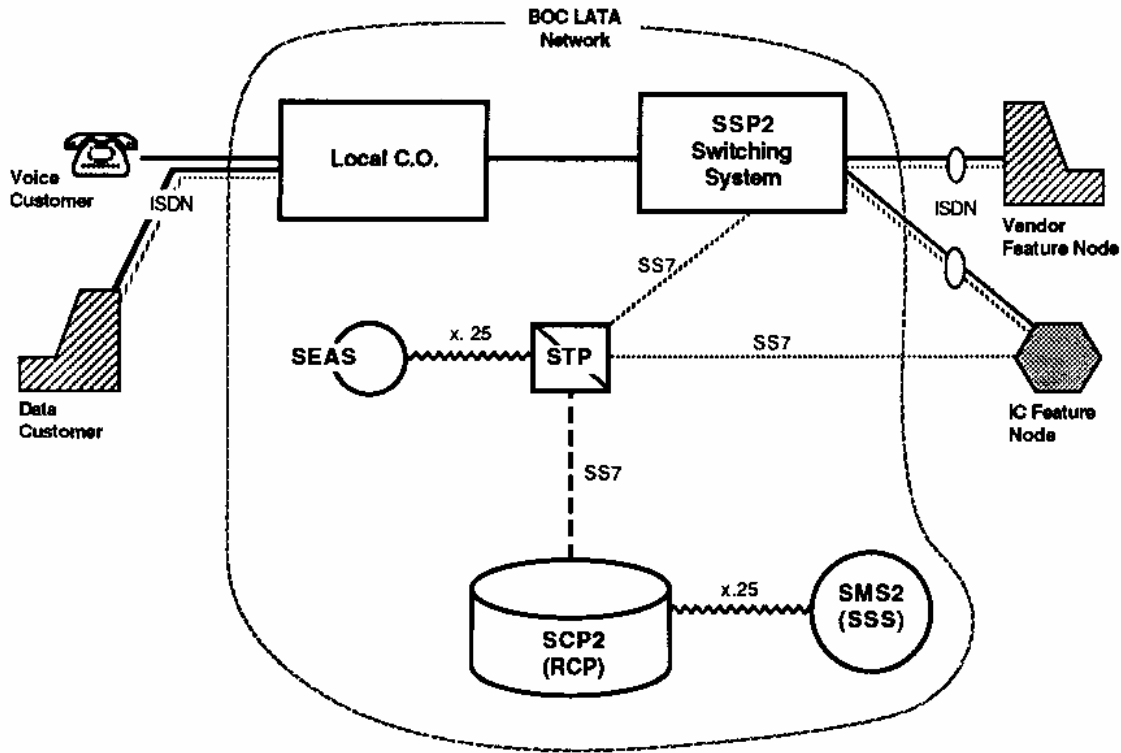 BOC LATA
Network
Local C.O.
SSP2
Switching
System
Voice
Customer
ISDN
ISDN
Vendor
Feature Node
SS7
SEAS
x. 25
STP
SS7
Data
Customer
IC Feature
Node
SS7
SCP2
(RCP)
x.25
SMS2
(SSS)